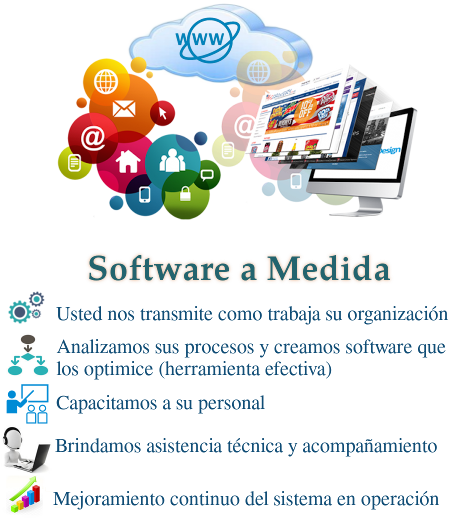 WWW
@
@
Design
Software a Medida
Usted nos transmite como trabaja su organización
Analizamos sus procesos y creamos software que
los optimice (herramienta efectiva)
Capacitamos a su personal
Brindamos asistencia técnica y acompañamiento
Mejoramiento continuo del sistema en operación